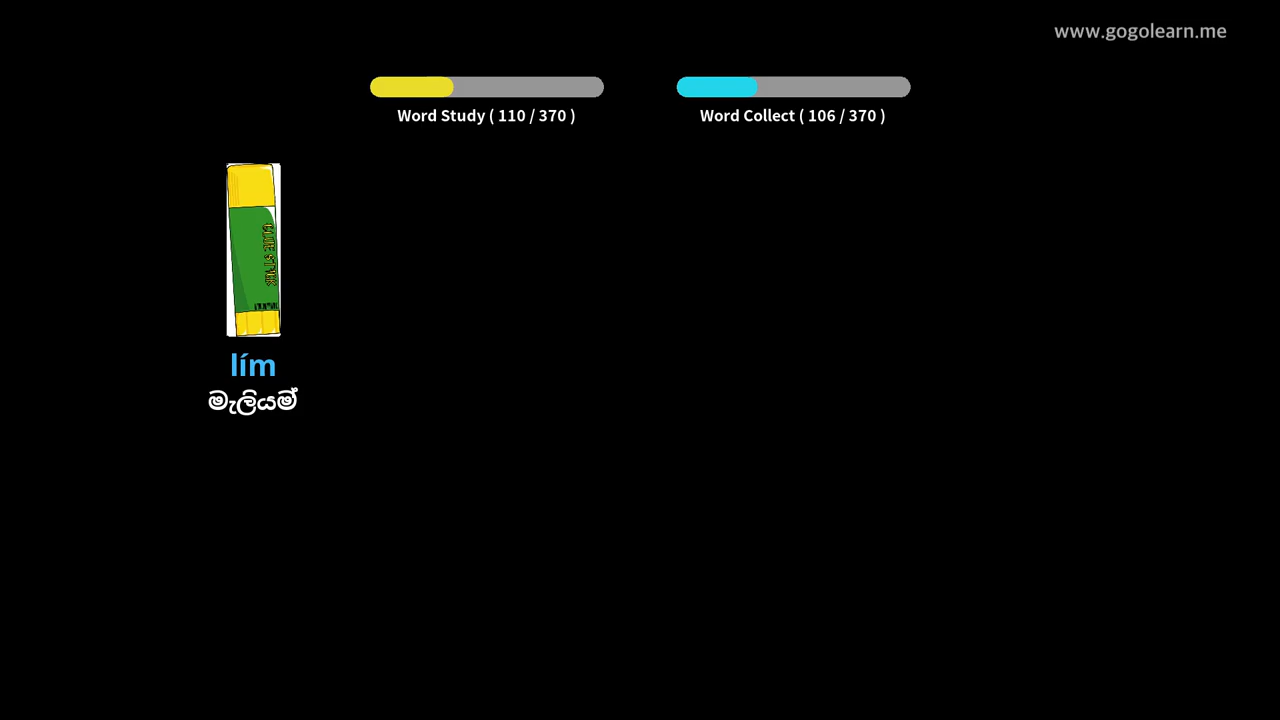 www.gogolearn.me
Word Study ( 110 / 370 )
Word Collect ( 106 / 370 )
GLUE STICK
lím
මැලියම්